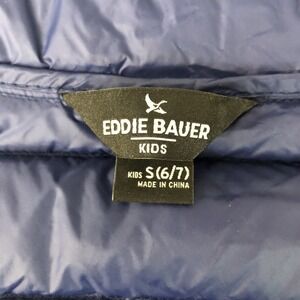 EDDIE BAUER
KIDS
KIDS S (6/7)
MADE IN CHINA